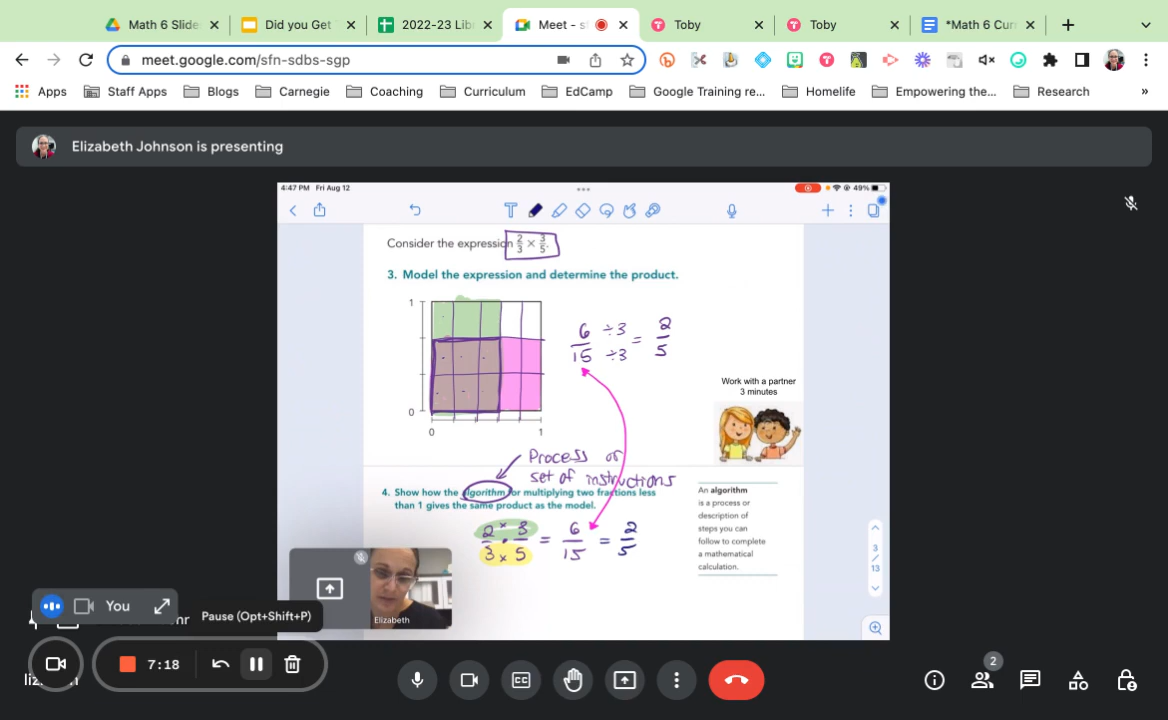 Math 6 Slide
Did you Get
2022-23 Lib
Meet - s
Toby
Toby
*Math 6 Cur
meet.google.com/sfn-sdbs-sgp
Apps
Staff Apps
Blogs
Carnegie
Coaching
Curriculum
EdCamp
Google Training re...
Homelife
Empowering the...
Research
»
Elizabeth Johnson is presenting
4:47 PM Fri Aug 12
49%
Consider the expression 2/3 × 3/5.
3. Model the expression and determine the product.
1
0
0
1
6/15 ÷3/÷3 = 2/5
Work with a partner
3 minutes
Process or
set of instructions
4. Show how the algorithm for multiplying two fractions less
than 1 gives the same product as the model.
2 × 3 / 3 × 5 = 6/15 = 2/5
An algorithm
is a process or
description of
steps you can
follow to complete
a mathematical
calculation.
3
/
13
Elizabeth
You
Pause (Opt+Shift+P)
7:18
2